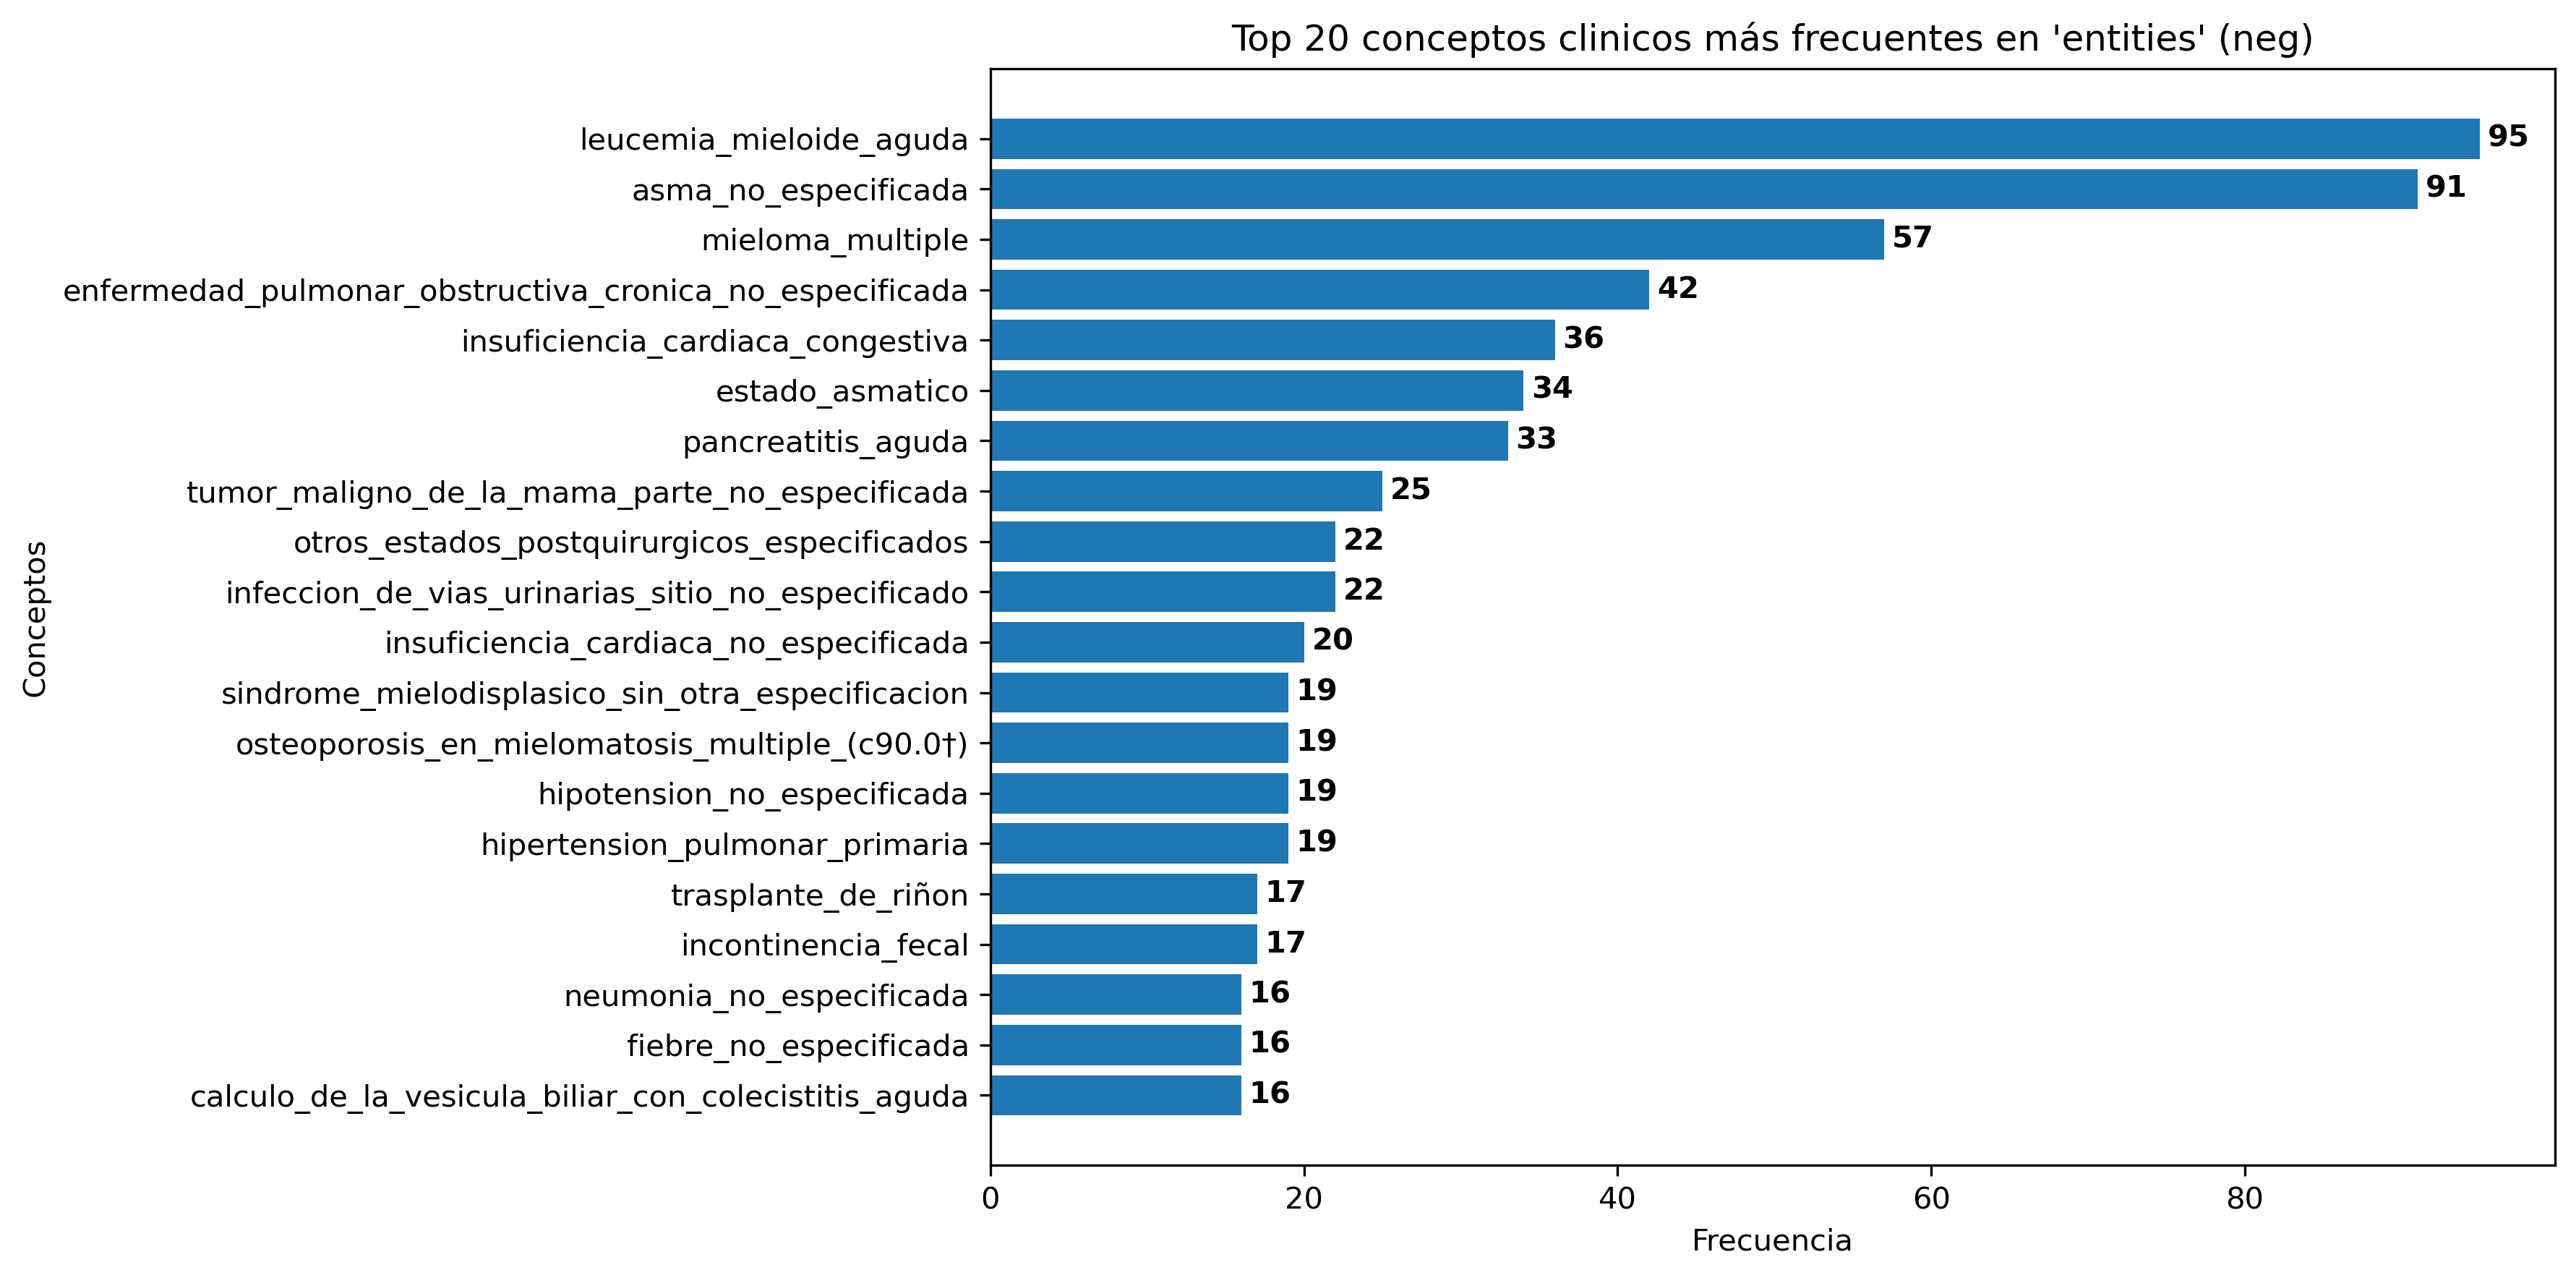 Top 20 conceptos clinicos más frecuentes en 'entities' (neg)
Conceptos
leucemia_mieloide_aguda 95
asma_no_especificada 91
mieloma_multiple 57
enfermedad_pulmonar_obstructiva_cronica_no_especificada 42
insuficiencia_cardiaca_congestiva 36
estado_asmatico 34
pancreatitis_aguda 33
tumor_maligno_de_la_mama_parte_no_especificada 25
otros_estados_postquirurgicos_especificados 22
infeccion_de_vias_urinarias_sitio_no_especificado 22
insuficiencia_cardiaca_no_especificada 20
sindrome_mielodisplasico_sin_otra_especificacion 19
osteoporosis_en_mielomatosis_multiple_(c90.0†) 19
hipotension_no_especificada 19
hipertension_pulmonar_primaria 19
trasplante_de_riñon 17
incontinencia_fecal 17
neumonia_no_especificada 16
fiebre_no_especificada 16
calculo_de_la_vesicula_biliar_con_colecistitis_aguda 16
0 20 40 60 80
Frecuencia